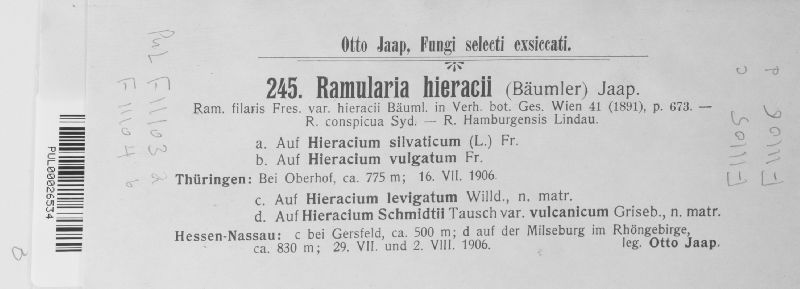 Otto Jaap, Fungi selecti exsiccati.
245. Ramularia hieracii (Bäumler) Jaap.
Ram. filaris Fres. var. hieracii Bäuml. in Verh. bot. Ges. Wien 41 (1891), p. 673. —
R. conspicua Syd. — R. Hamburgensis Lindau.
a. Auf Hieracium silvaticum (L.) Fr.
b. Auf Hieracium vulgatum Fr.
Thüringen: Bei Oberhof, ca. 775 m; 16. VII. 1906.
c. Auf Hieracium levigatum Willd., n. matr.
d. Auf Hieracium Schmidtii Tausch var. vulcanicum Griseb., n. matr.
Hessen-Nassau: c bei Gersfeld, ca. 500 m; d auf der Milseburg im Rhöngebirge,
ca. 830 m; 29. VII. und 2. VIII. 1906. leg. Otto Jaap.
PUL00026534
PUL F11103 a
F11104 b
F11105 c
F11106 d
a